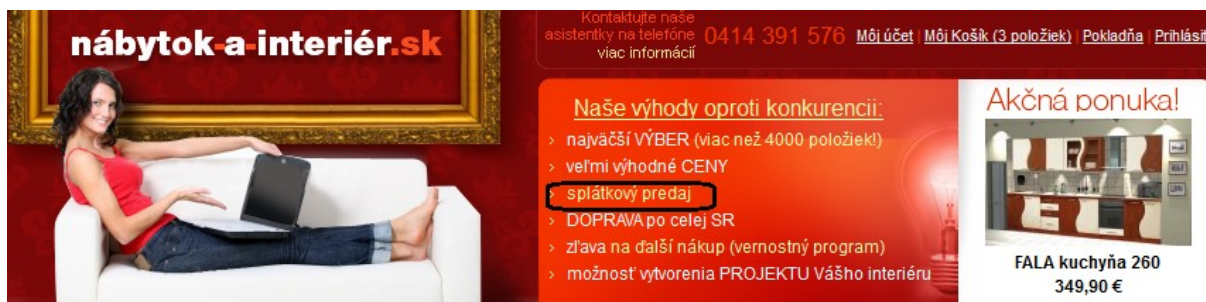 nábytok-a-interiér.sk
Kontaktujte naše
asistentky na telefóne
viac informácií
0414 391 576
Môj účet | Môj Košík (3 položiek) | Pokladňa | Prihlásiť
Naše výhody oproti konkurencii:
› najväčší VÝBER (viac než 4000 položiek!)
› veľmi výhodné CENY
› splátkový predaj
› DOPRAVA po celej SR
› zľava na ďalší nákup (vernostný program)
› možnosť vytvorenia PROJEKTU Vášho interiéru
Akčná ponuka!
FALA kuchyňa 260
349,90 €